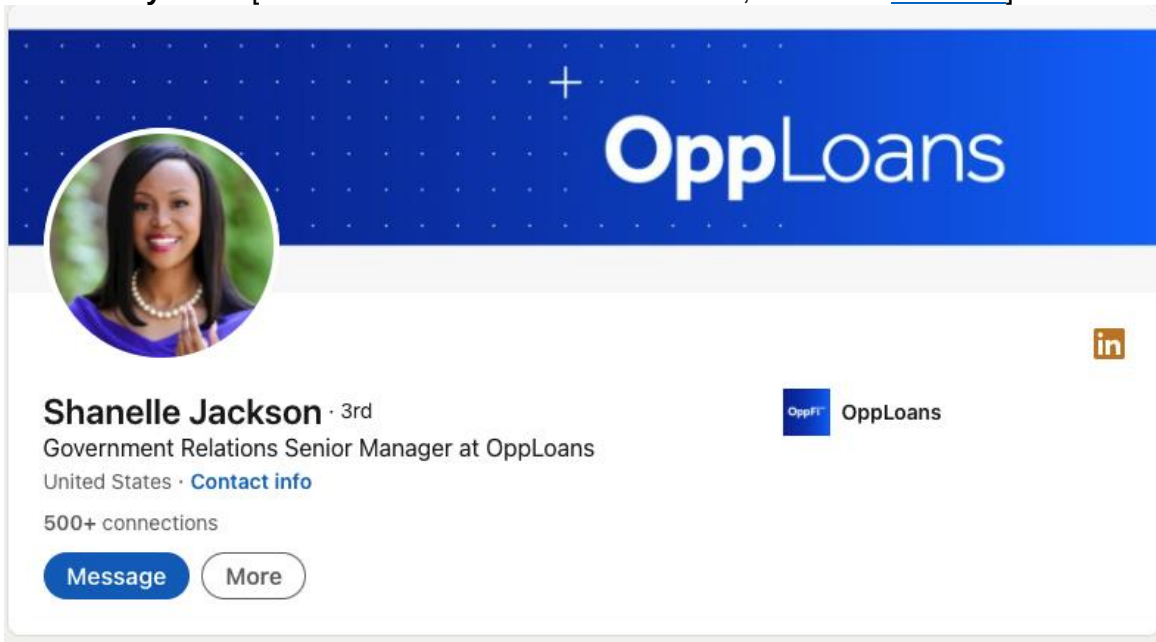 OppLoans
in
Shanelle Jackson · 3rd
OppFi™ OppLoans
Government Relations Senior Manager at OppLoans
United States · Contact info
500+ connections
Message More